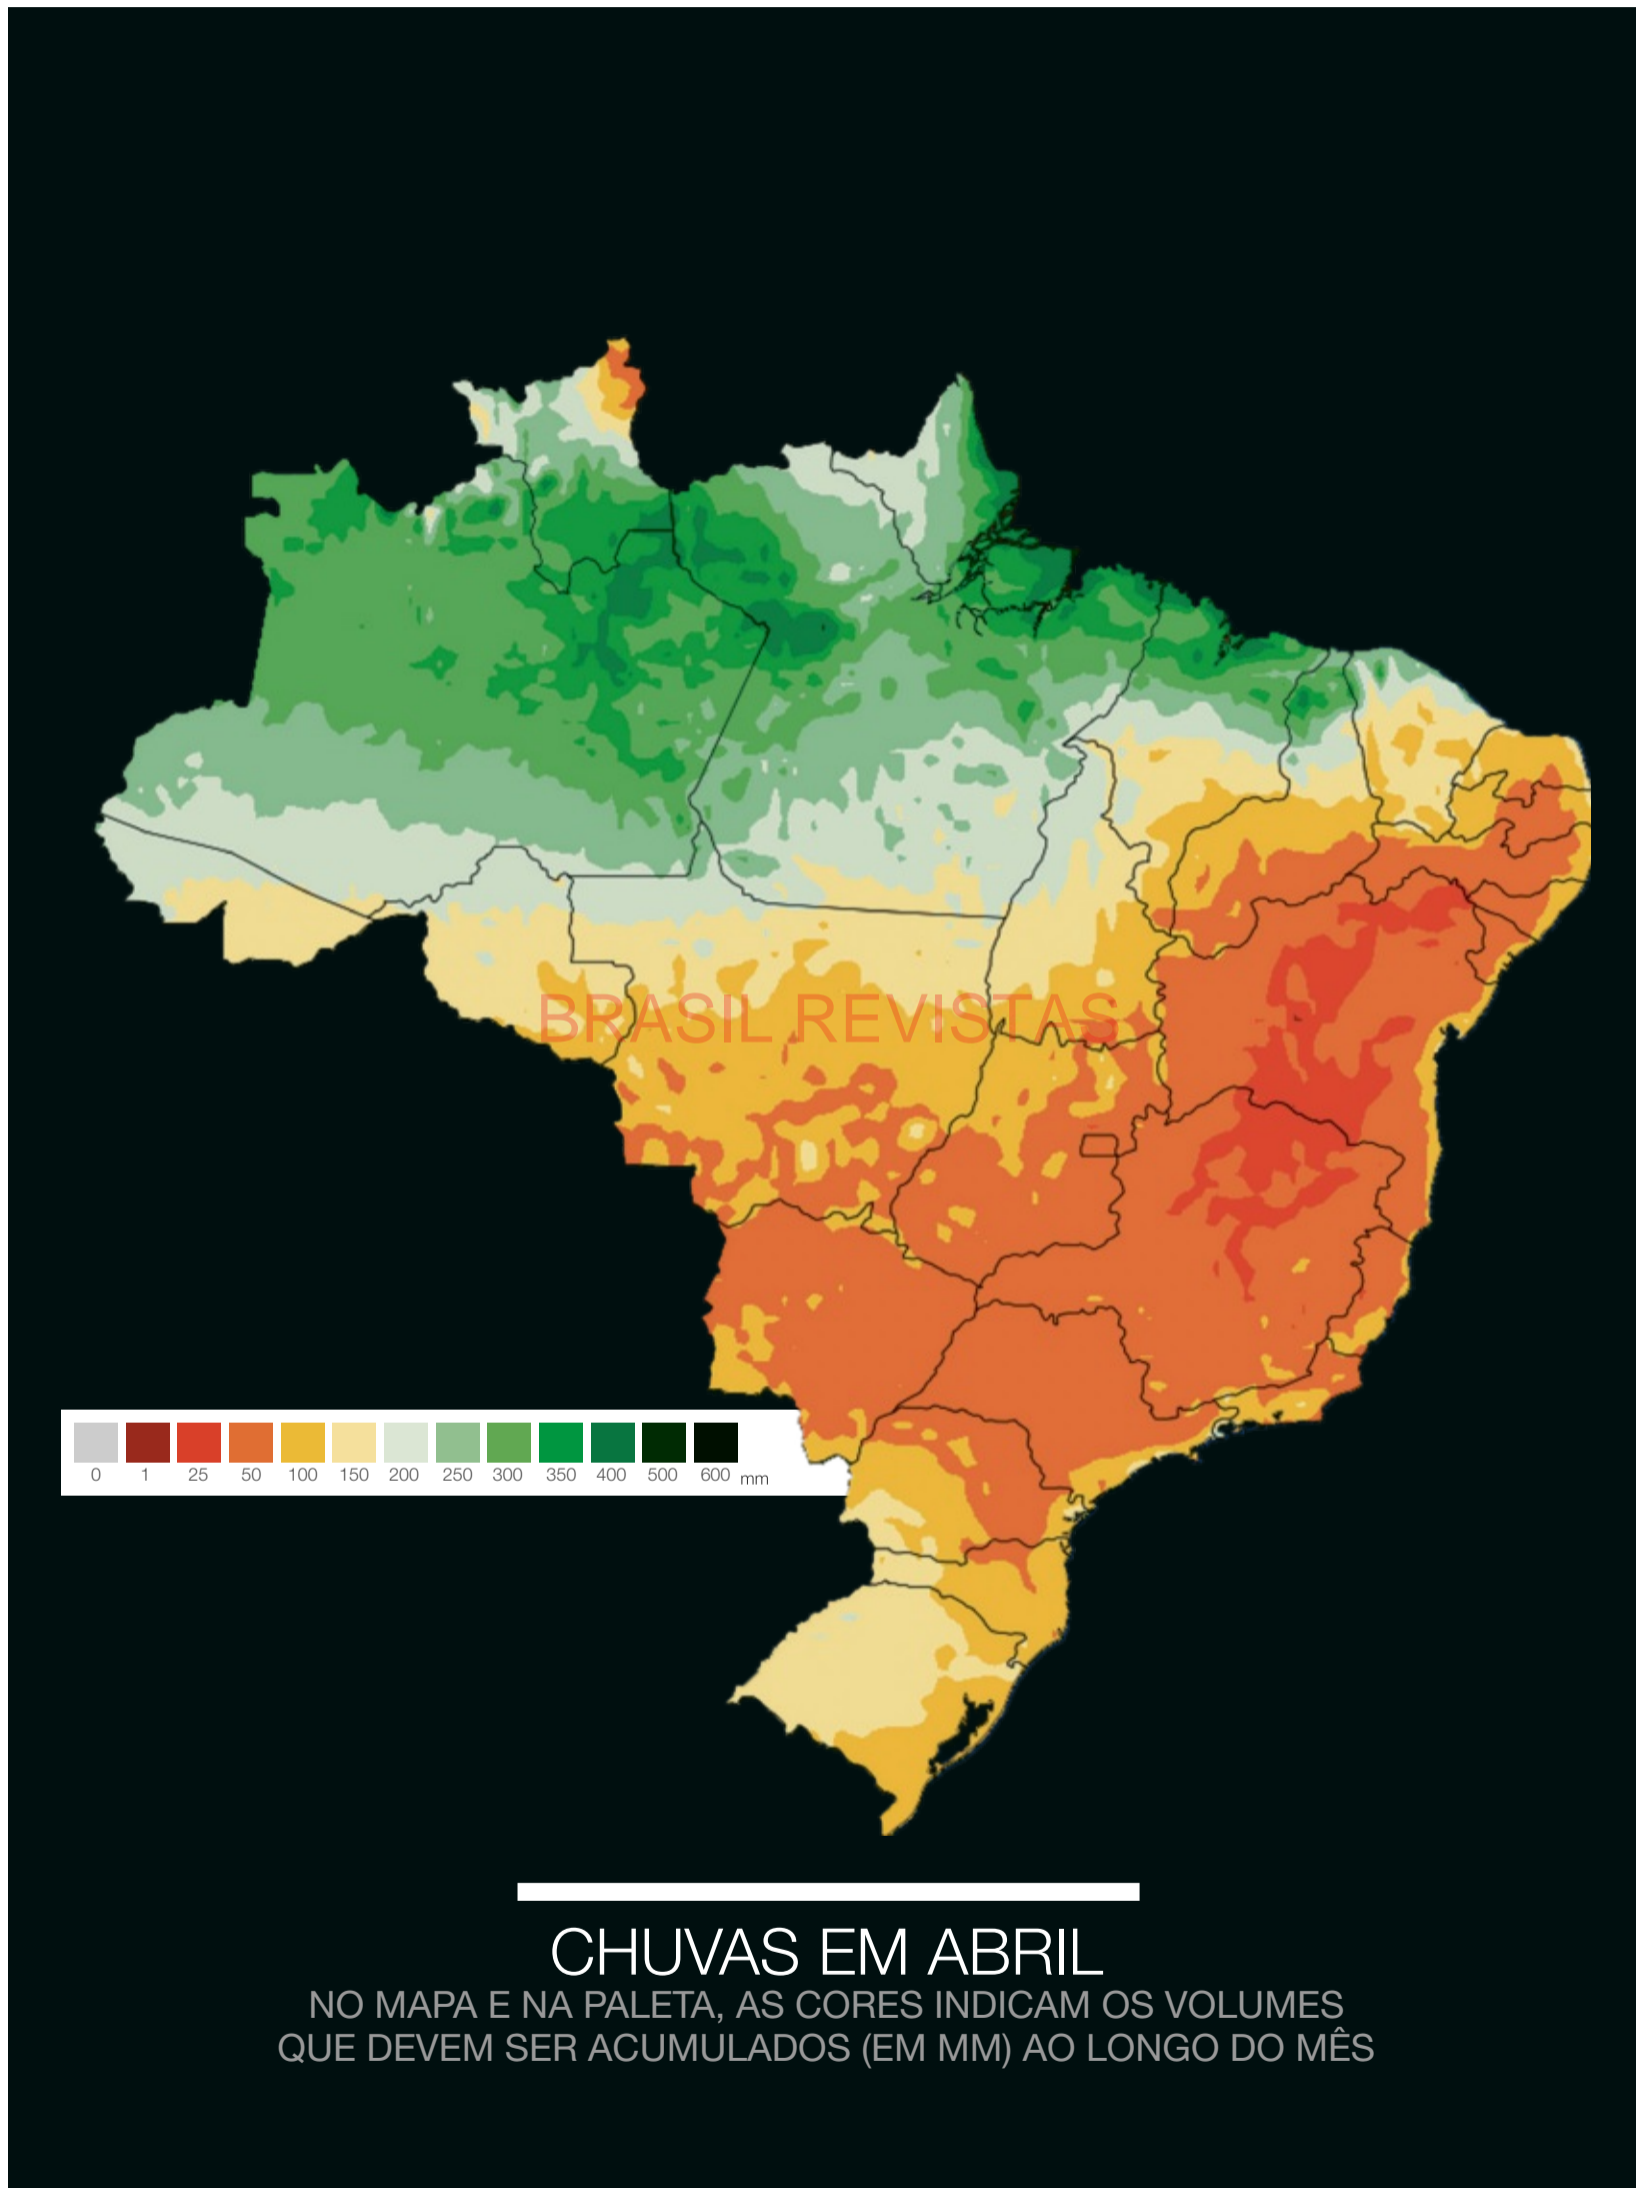 BRASIL REVISTAS
0 1 25 50 100 150 200 250 300 350 400 500 600 mm
CHUVAS EM ABRIL
NO MAPA E NA PALETA, AS CORES INDICAM OS VOLUMES
QUE DEVEM SER ACUMULADOS (EM MM) AO LONGO DO MÊS